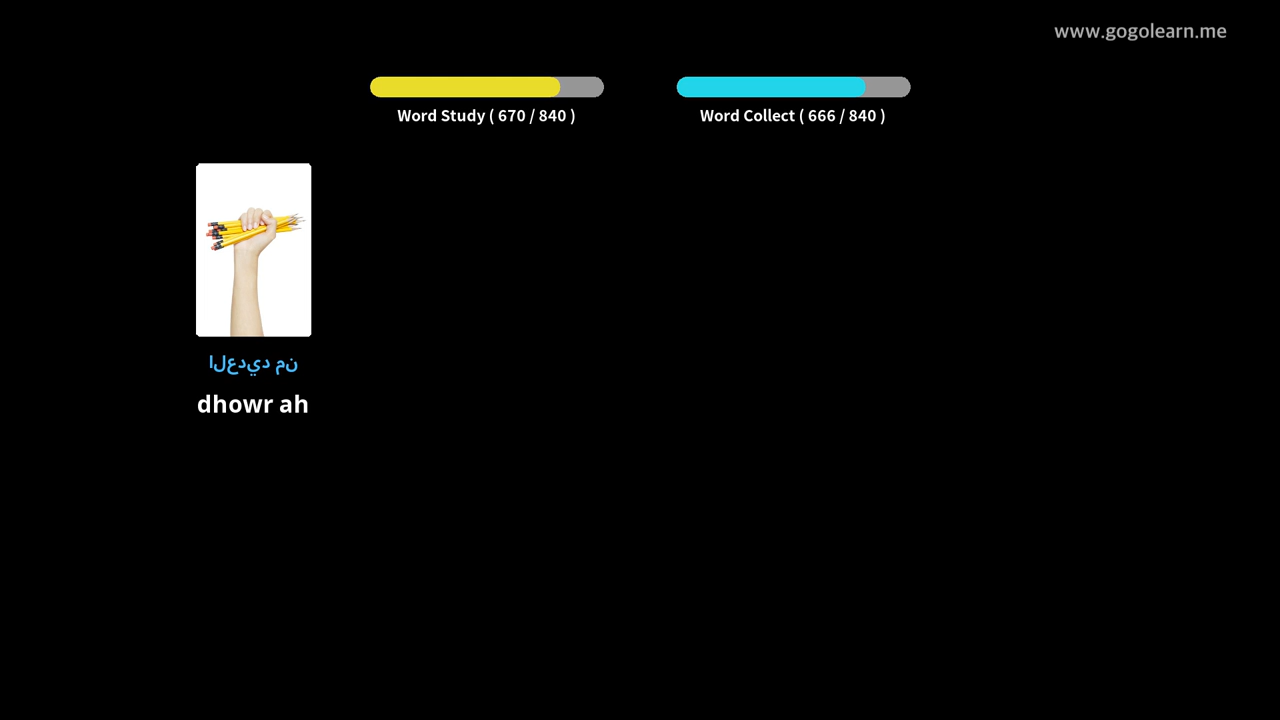 www.gogolearn.me
Word Study ( 670 / 840 )
Word Collect ( 666 / 840 )
العديد من
dhowr ah